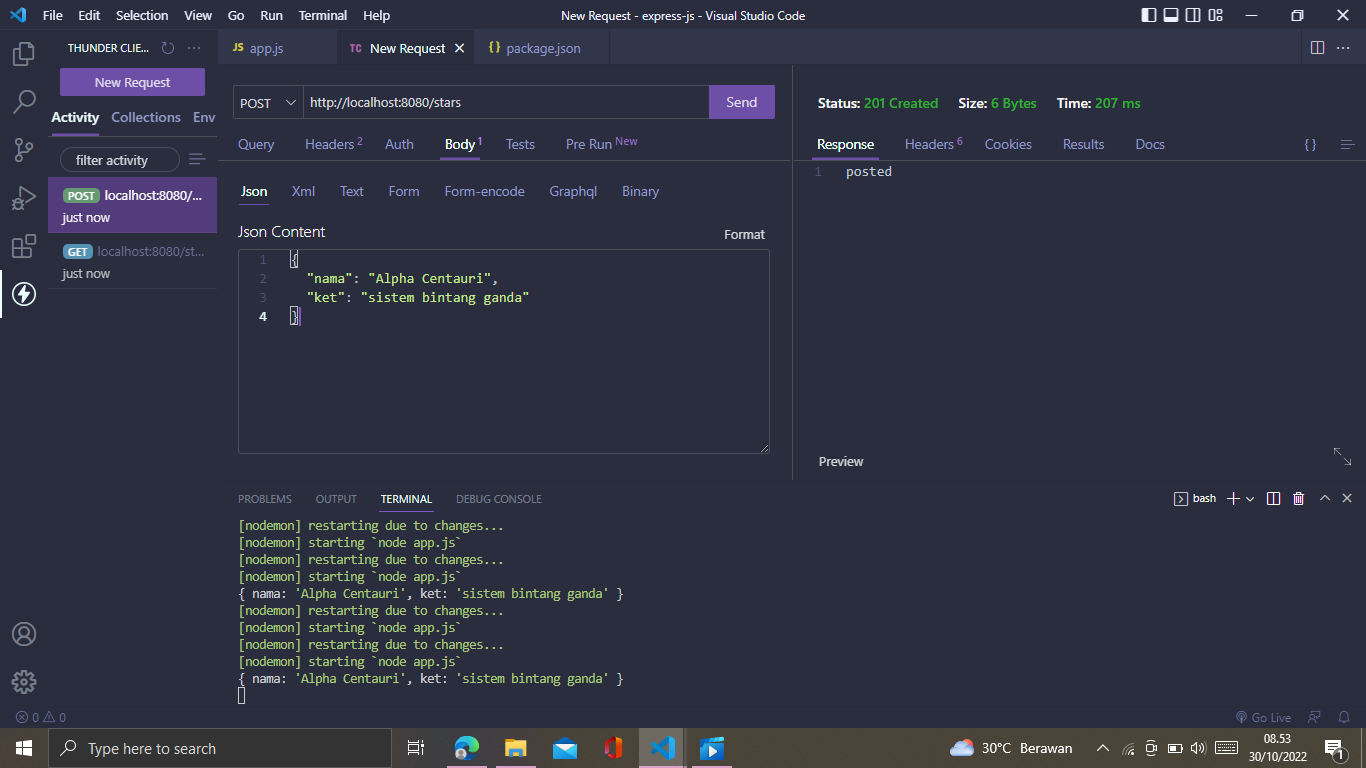 File Edit Selection View Go Run Terminal Help New Request - express-js - Visual Studio Code
THUNDER CLIE... ···
JS app.js TC New Request {} package.json ···
New Request
Activity Collections Env
filter activity
POST localhost:8080/...
just now
GET localhost:8080/st...
just now
POST http://localhost:8080/stars Send
Query Headers 2 Auth Body 1 Tests Pre Run New
Json Xml Text Form Form-encode Graphql Binary
Json Content Format
1 {
2 "nama": "Alpha Centauri",
3 "ket": "sistem bintang ganda"
4 }
Status: 201 Created Size: 6 Bytes Time: 207 ms
Response Headers 6 Cookies Results Docs {}
1 posted
Preview
PROBLEMS OUTPUT TERMINAL DEBUG CONSOLE bash
[nodemon] restarting due to changes...
[nodemon] starting `node app.js`
[nodemon] restarting due to changes...
[nodemon] starting `node app.js`
{ nama: 'Alpha Centauri', ket: 'sistem bintang ganda' }
[nodemon] restarting due to changes...
[nodemon] starting `node app.js`
[nodemon] restarting due to changes...
[nodemon] starting `node app.js`
{ nama: 'Alpha Centauri', ket: 'sistem bintang ganda' }
0 0 Go Live
Type here to search 30°C Berawan 08.53
30/10/2022 1